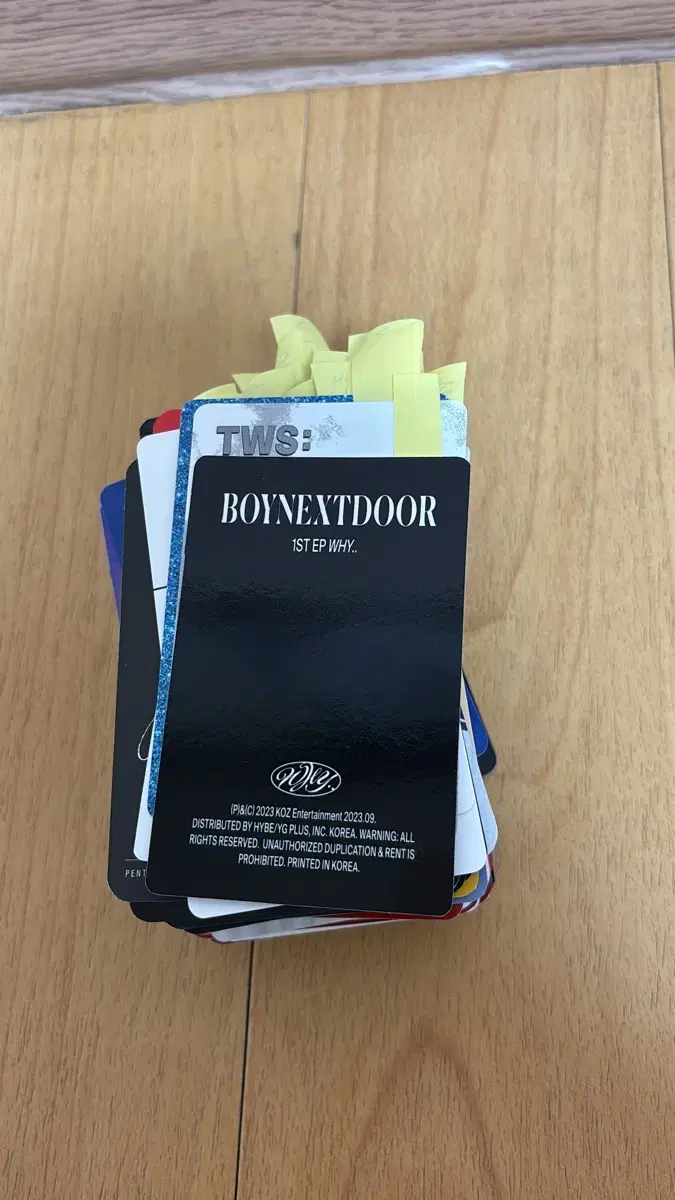 TWS:
BOYNEXTDOOR
1ST EP WHY..
WHY..
(P)&(C) 2023 KOZ Entertainment 2023.09.
DISTRIBUTED BY HYBE/YG PLUS, INC. KOREA. WARNING: ALL
RIGHTS RESERVED. UNAUTHORIZED DUPLICATION & RENT IS
PROHIBITED. PRINTED IN KOREA.
PENT